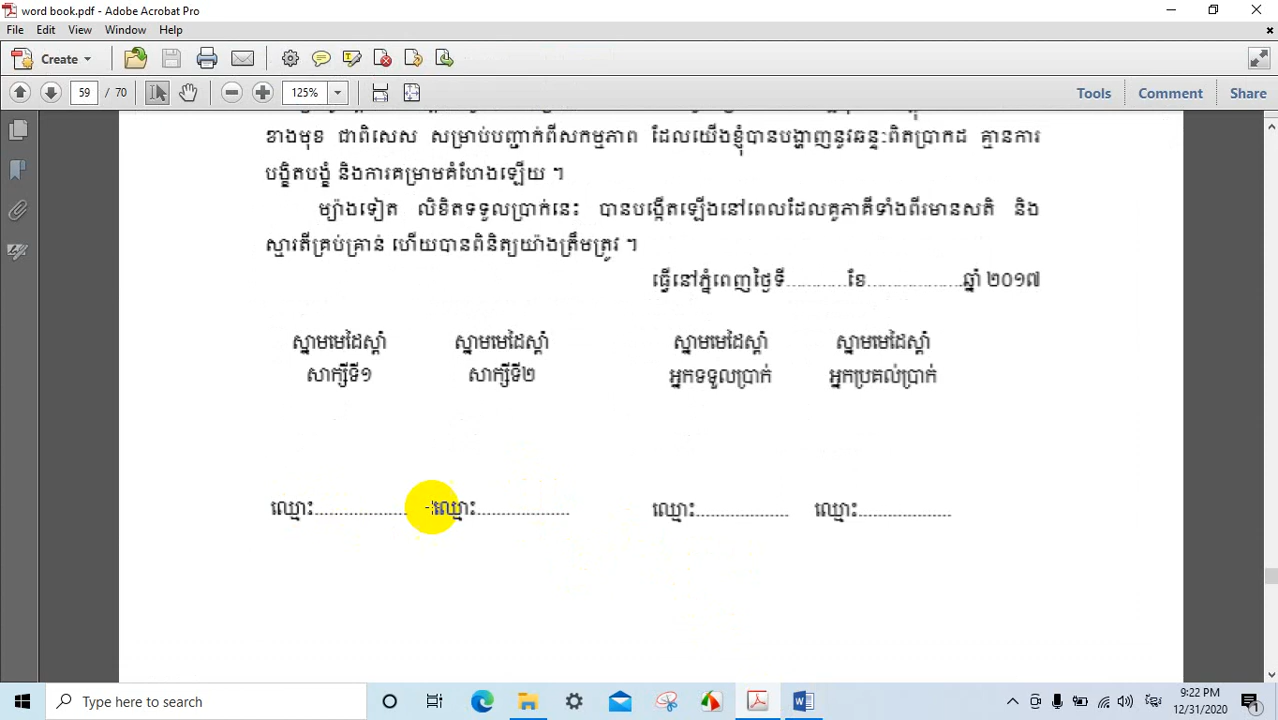 word book.pdf - Adobe Acrobat Pro
File Edit View Window Help
Create
59 / 70 125% Tools Comment Share
ខាងមុខ ជាពិសេស សម្រាប់បញ្ជាក់ពីសកម្មភាព ដែលយើងខ្ញុំបានបង្ហាញនូវឆន្ទៈពិតប្រាកដ គ្មានការ
បង្ខិតបង្ខំ និងការគម្រាមគំហែងឡើយ ។
ម្យ៉ាងទៀត លិខិតទទួលប្រាក់នេះ បានបង្កើតឡើងនៅពេលដែលគូភាគីទាំងពីរមានសតិ និង
ស្មារតីគ្រប់គ្រាន់ ហើយបានពិនិត្យយ៉ាងត្រឹមត្រូវ ។
ធ្វើនៅភ្នំពេញថ្ងៃទី............ខែ..................ឆ្នាំ ២០១៧
ស្នាមមេដៃស្ដាំ ស្នាមមេដៃស្ដាំ ស្នាមមេដៃស្ដាំ ស្នាមមេដៃស្ដាំ
សាក្សីទី១ សាក្សីទី២ អ្នកទទួលប្រាក់ អ្នកប្រគល់ប្រាក់
ឈ្មោះ.................. ឈ្មោះ.................. ឈ្មោះ.................. ឈ្មោះ..................
Type here to search
9:22 PM
12/31/2020